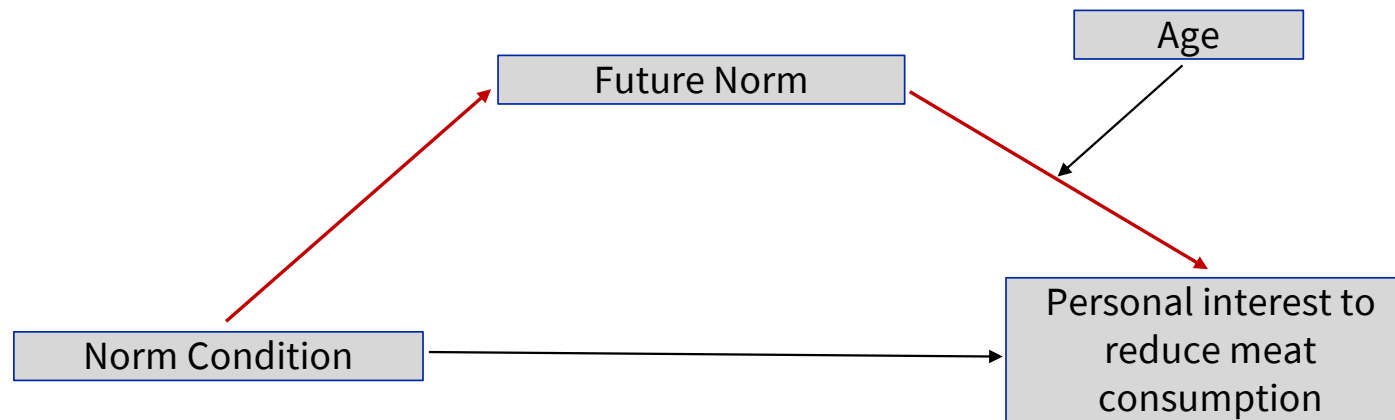 Age
Future Norm
Norm Condition
Personal interest to
reduce meat
consumption